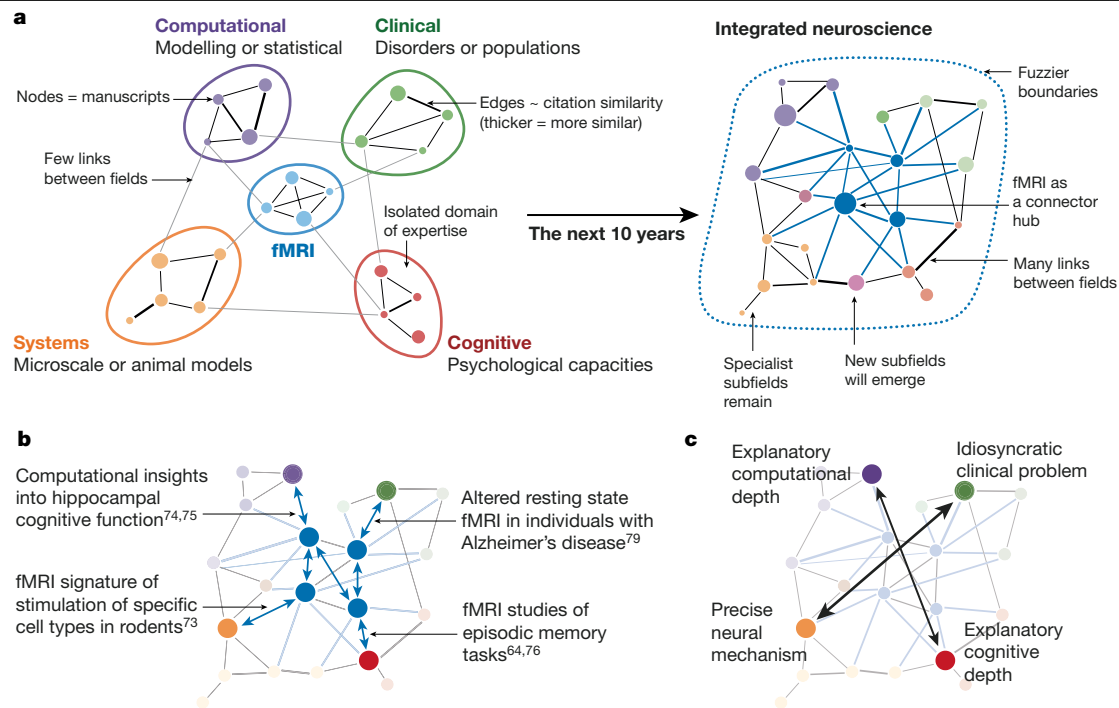 a
Computational
Modelling or statistical
Clinical
Disorders or populations
Integrated neuroscience
Nodes = manuscripts
Edges ~ citation similarity
(thicker = more similar)
Fuzzier
boundaries
Few links
between fields
fMRI
Isolated domain
of expertise
The next 10 years
fMRI as
a connector
hub
Many links
between fields
Systems
Microscale or animal models
Cognitive
Psychological capacities
Specialist
subfields
remain
New subfields
will emerge
b
Computational insights
into hippocampal
cognitive function74,75
Altered resting state
fMRI in individuals with
Alzheimer's disease79
fMRI signature of
stimulation of specific
cell types in rodents73
fMRI studies of
episodic memory
tasks64,76
c
Explanatory
computational
depth
Idiosyncratic
clinical problem
Precise
neural
mechanism
Explanatory
cognitive
depth